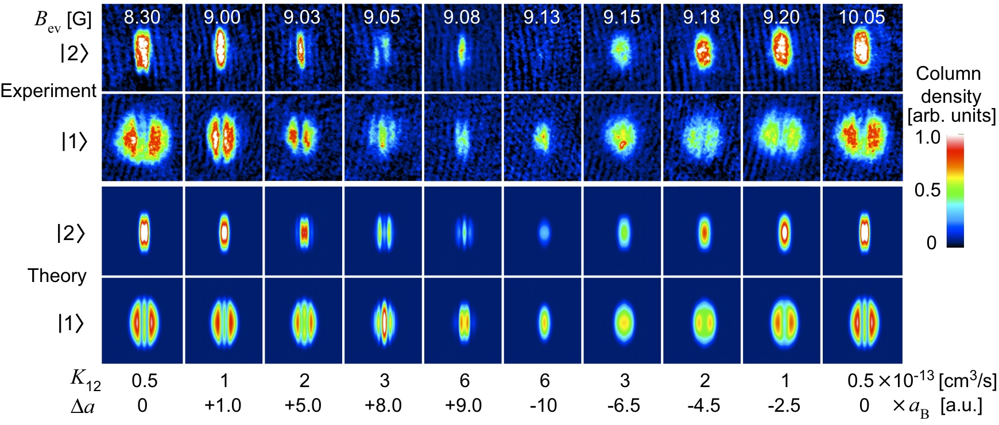 B_ev [G] 8.30 9.00 9.03 9.05 9.08 9.13 9.15 9.18 9.20 10.05
|2⟩
Experiment
|1⟩
Column
density
[arb. units]
1.0
0.5
0
|2⟩
Theory
|1⟩
K_12 0.5 1 2 3 6 6 3 2 1 0.5 ×10^-13 [cm^3/s]
Δa 0 +1.0 +5.0 +8.0 +9.0 -10 -6.5 -4.5 -2.5 0 × a_B [a.u.]